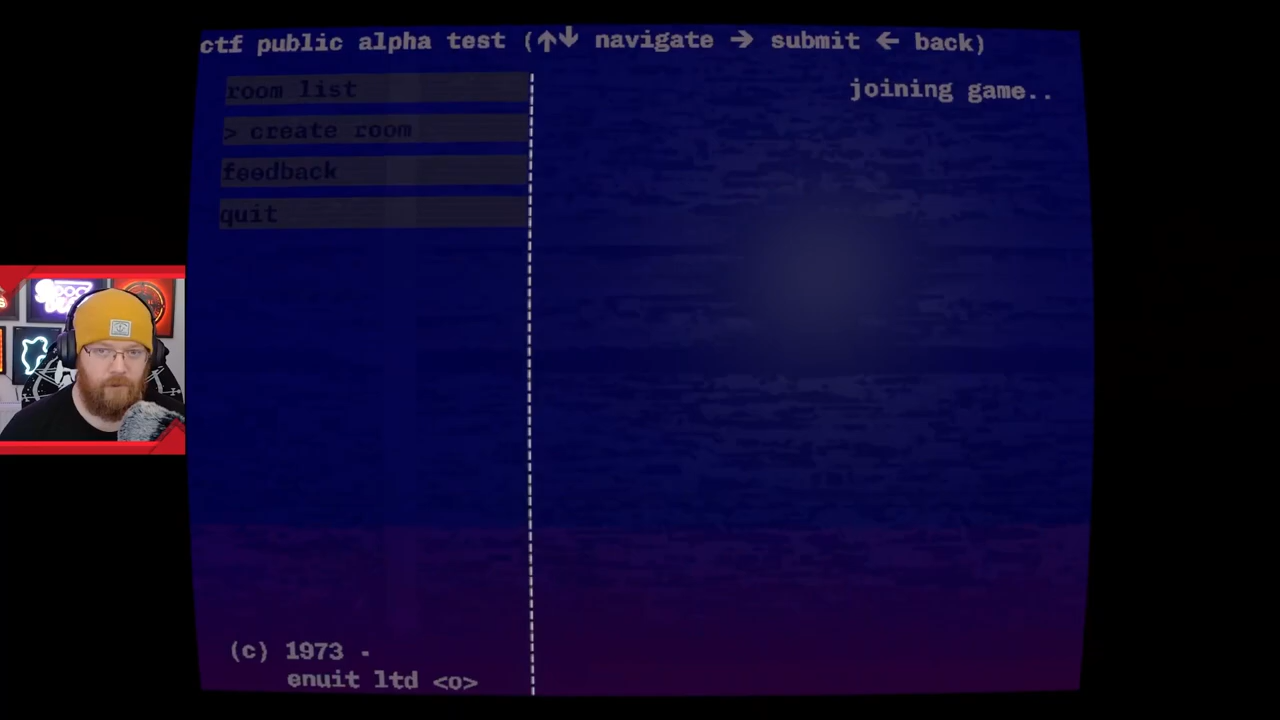 ctf public alpha test (↑↓ navigate → submit ← back)
room list
joining game..
> create room
feedback
quit
(c) 1973 -
enuit ltd <o>